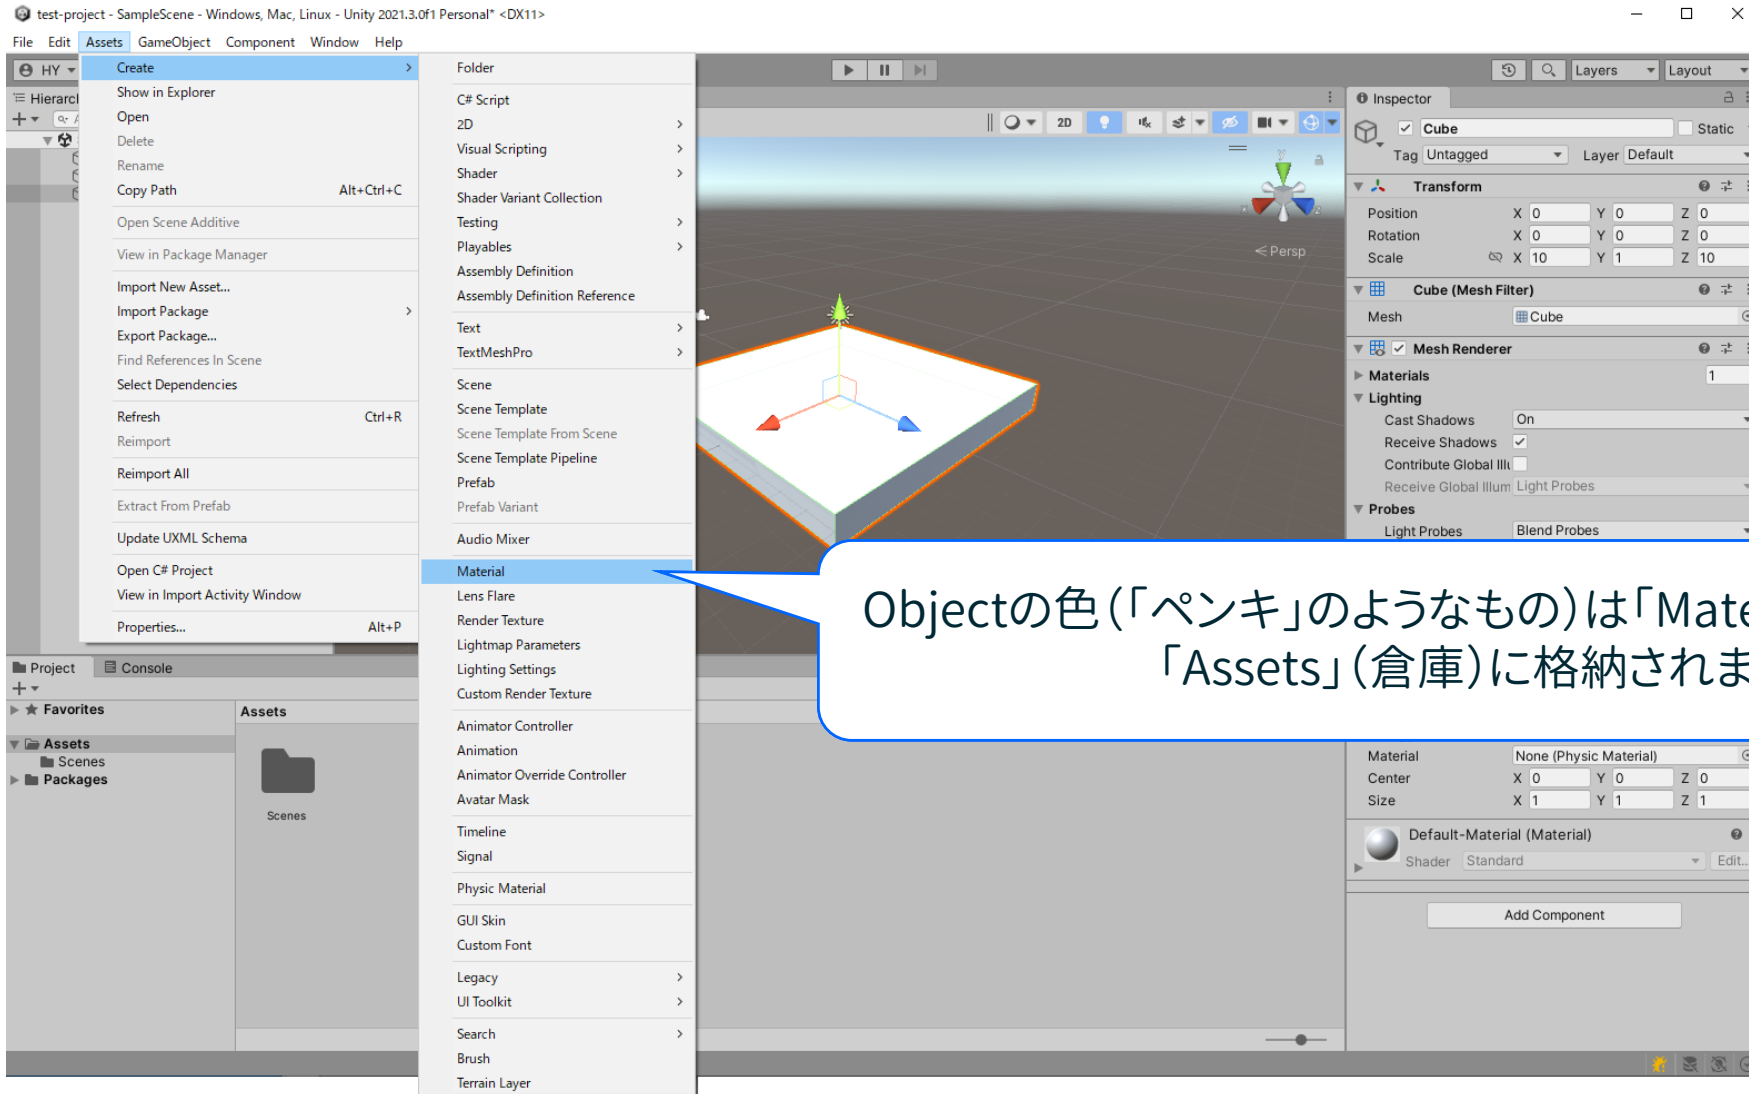 test-project - SampleScene - Windows, Mac, Linux - Unity 2021.3.0f1 Personal* <DX11>
File Edit Assets GameObject Component Window Help
HY
Layers
Layout
Create
Show in Explorer
Open
Delete
Rename
Copy Path Alt+Ctrl+C
Open Scene Additive
View in Package Manager
Import New Asset...
Import Package
Export Package...
Find References In Scene
Select Dependencies
Refresh Ctrl+R
Reimport
Reimport All
Extract From Prefab
Update UXML Schema
Open C# Project
View in Import Activity Window
Properties... Alt+P
Folder
C# Script
2D
Visual Scripting
Shader
Shader Variant Collection
Testing
Playables
Assembly Definition
Assembly Definition Reference
Text
TextMeshPro
Scene
Scene Template
Scene Template From Scene
Scene Template Pipeline
Prefab
Prefab Variant
Audio Mixer
Material
Lens Flare
Render Texture
Lightmap Parameters
Lighting Settings
Custom Render Texture
Animator Controller
Animation
Animator Override Controller
Avatar Mask
Timeline
Signal
Physic Material
GUI Skin
Custom Font
Legacy
UI Toolkit
Search
Brush
Terrain Layer
Hierarc
2D
y
x
z
Persp
Objectの色（「ペンキ」のようなもの）は「Mate
「Assets」（倉庫）に格納されま
Inspector
Cube
Static
Tag Untagged Layer Default
Transform
Position X 0 Y 0 Z 0
Rotation X 0 Y 0 Z 0
Scale X 10 Y 1 Z 10
Cube (Mesh Filter)
Mesh Cube
Mesh Renderer
Materials 1
Lighting
Cast Shadows On
Receive Shadows
Contribute Global Illu
Receive Global Illum Light Probes
Probes
Light Probes Blend Probes
Material None (Physic Material)
Center X 0 Y 0 Z 0
Size X 1 Y 1 Z 1
Default-Material (Material)
Shader Standard Edit...
Add Component
Project Console
Favorites
Assets
Scenes
Packages
Assets
Scenes